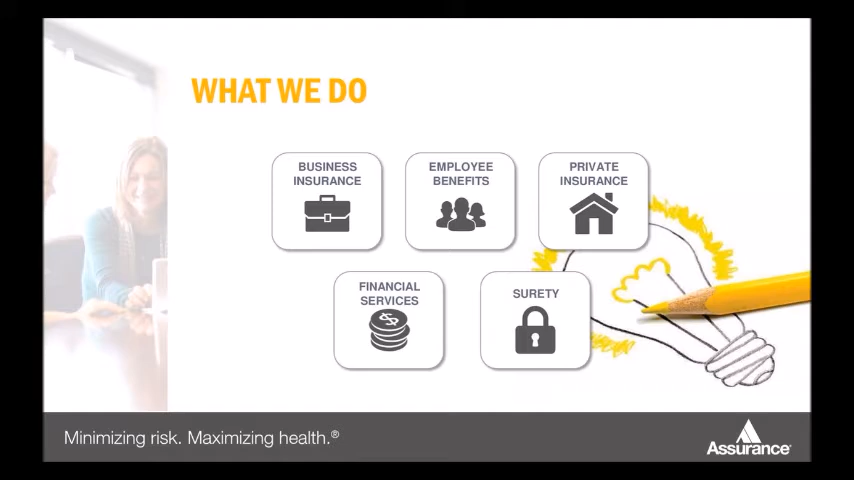 WHAT WE DO
BUSINESS
INSURANCE
EMPLOYEE
BENEFITS
PRIVATE
INSURANCE
FINANCIAL
SERVICES
$
SURETY
Minimizing risk. Maximizing health.®
Assurance